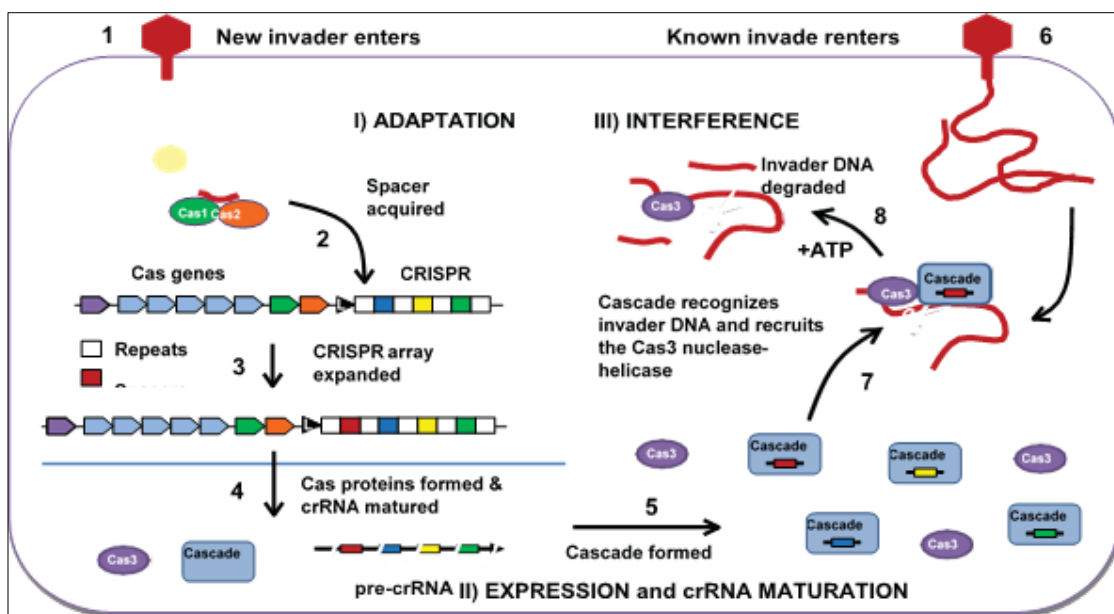 1
New invader enters
Known invade renters
6
I) ADAPTATION
III) INTERFERENCE
Cas1
Cas2
Spacer
acquired
2
Cas genes
CRISPR
Repeats
3
CRISPR array
expanded
4
Cas proteins formed &
crRNA matured
Cas3
Cascade
pre-crRNA
II) EXPRESSION and crRNA MATURATION
5
Cascade formed
Cas3
Cascade
Cascade
Cas3
Cascade
Cas3
Cascade
7
Cascade recognizes
invader DNA and recruits
the Cas3 nuclease-
helicase
Cas3
Cascade
8
+ATP
Invader DNA
degraded
Cas3